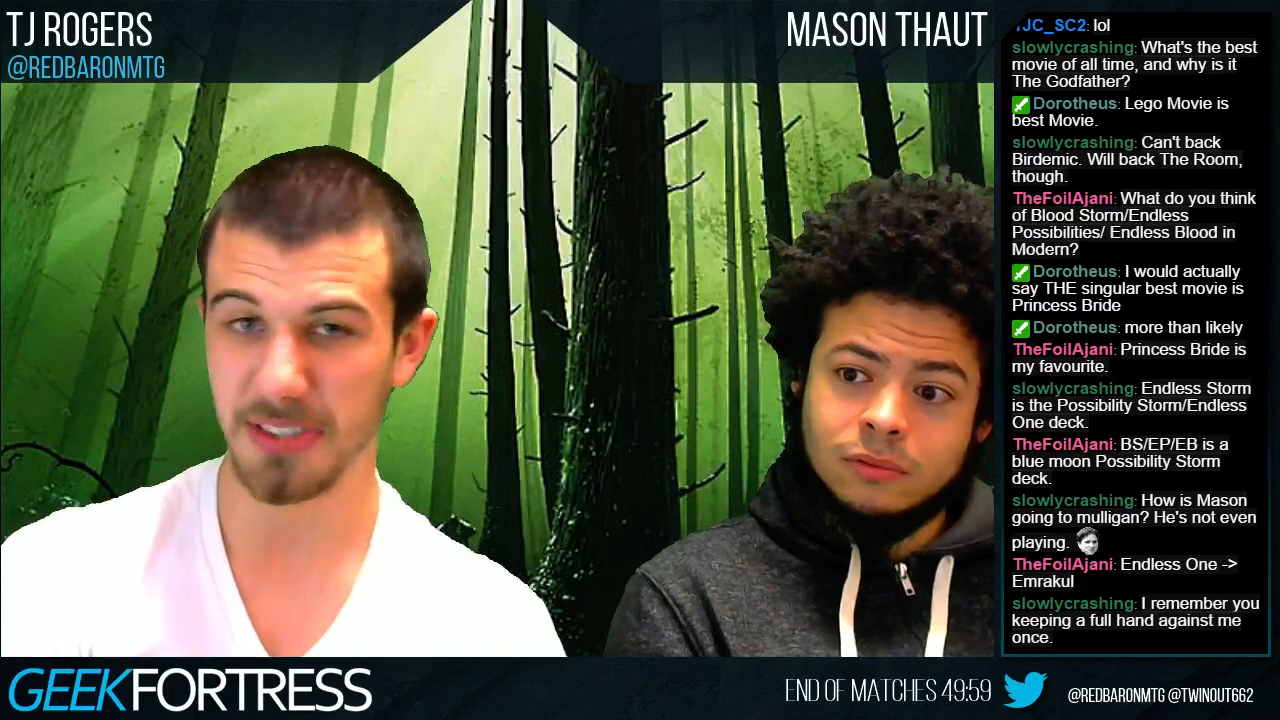 TJ ROGERS
@REDBARONMTG
MASON THAUT
TJC_SC2: lol
slowlycrashing: What's the best
movie of all time, and why is it
The Godfather?
Dorotheus: Lego Movie is
best Movie.
slowlycrashing: Can't back
Birdemic. Will back The Room,
though.
TheFoilAjani: What do you think
of Blood Storm/Endless
Possibilities/ Endless Blood in
Modern?
Dorotheus: I would actually
say THE singular best movie is
Princess Bride
Dorotheus: more than likely
TheFoilAjani: Princess Bride is
my favourite.
slowlycrashing: Endless Storm
is the Possibility Storm/Endless
One deck.
TheFoilAjani: BS/EP/EB is a
blue moon Possibility Storm
deck.
slowlycrashing: How is Mason
going to mulligan? He's not even
playing.
TheFoilAjani: Endless One ->
Emrakul
slowlycrashing: I remember you
keeping a full hand against me
once.
GEEKFORTRESS
END OF MATCHES 49:59
@REDBARONMTG @TWINOUT662